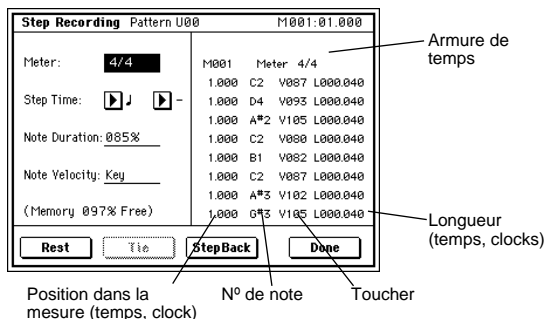 Step Recording Pattern U00 M001:01.000
Armure de
temps
Meter: 4/4
M001 Meter 4/4
1.000 C2 V087 L000.040
Step Time: ♩ -
1.000 D4 V093 L000.040
1.000 A#2 V105 L000.040
Note Duration: 085%
1.000 C2 V080 L000.040
1.000 B1 V082 L000.040
Note Velocity: Key
1.000 C2 V087 L000.040
1.000 A#3 V102 L000.040
(Memory 097% Free)
1.000 G#3 V105 L000.040
Longueur
(temps, clocks)
Rest Tie StepBack Done
Position dans la
mesure (temps, clock)
Nº de note
Toucher